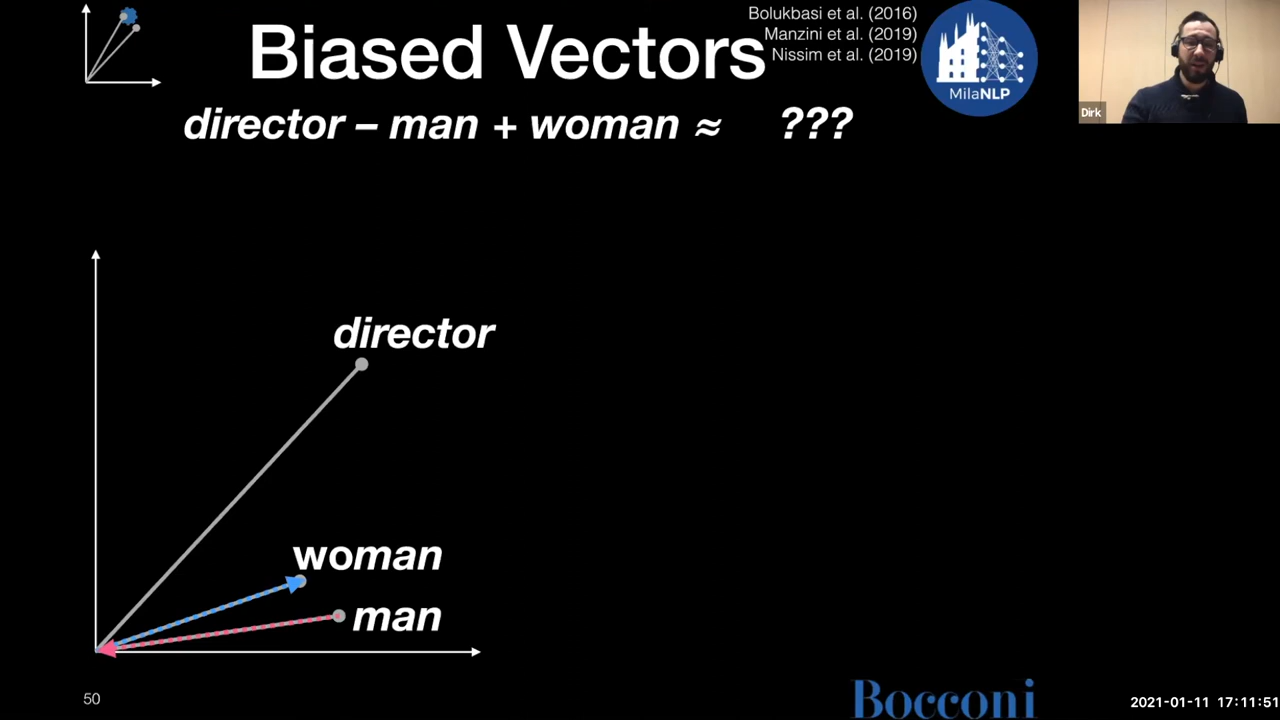 Biased Vectors
Bolukbasi et al. (2016)
Manzini et al. (2019)
Nissim et al. (2019)
MilaNLP
Dirk
director – man + woman ≈ ???
director
woman
man
50
Bocconi
2021-01-11 17:11:51